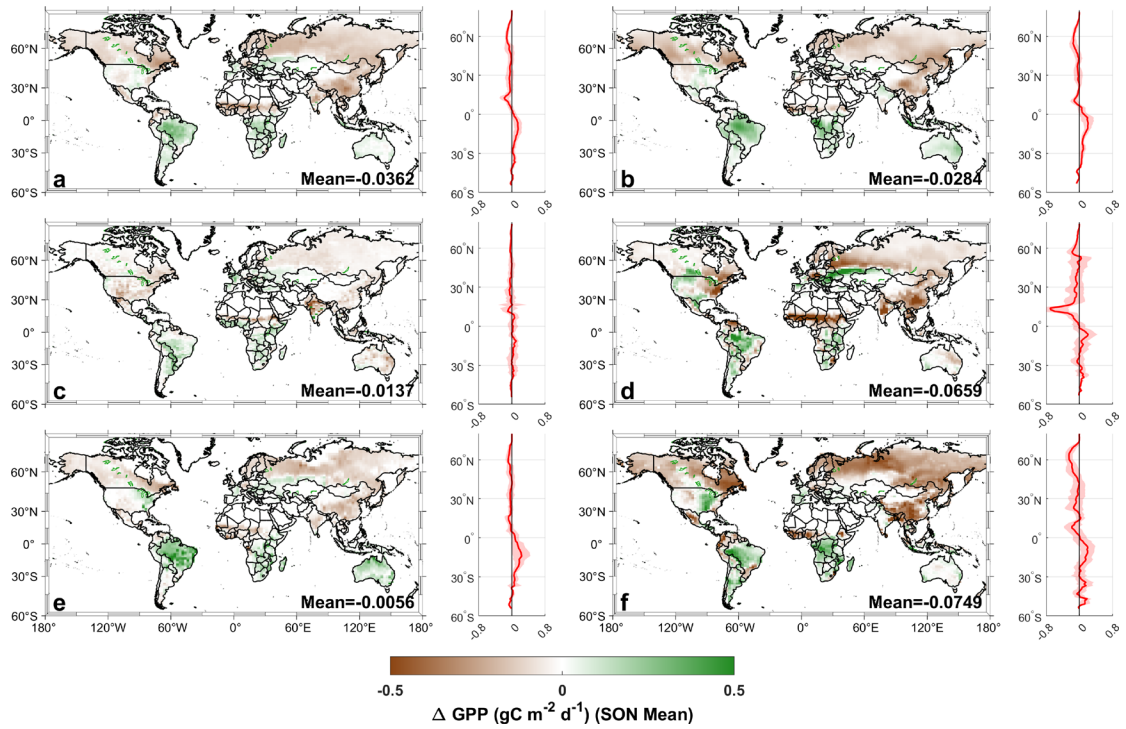 60°N
30°N
0°
30°S
60°S
a
Mean=-0.0362
60°N
30°N
0°
30°S
60°S
-0.8
0
0.8
60°N
30°N
0°
30°S
60°S
b
Mean=-0.0284
60°N
30°N
0°
30°S
60°S
-0.8
0
0.8
60°N
30°N
0°
30°S
60°S
c
Mean=-0.0137
60°N
30°N
0°
30°S
60°S
-0.8
0
0.8
60°N
30°N
0°
30°S
60°S
d
Mean=-0.0659
60°N
30°N
0°
30°S
60°S
-0.8
0
0.8
60°N
30°N
0°
30°S
60°S
e
Mean=-0.0056
180° 120°W 60°W 0° 60°E 120°E 180°
60°N
30°N
0°
30°S
60°S
-0.8
0
0.8
60°N
30°N
0°
30°S
60°S
f
Mean=-0.0749
180° 120°W 60°W 0° 60°E 120°E 180°
60°N
30°N
0°
30°S
60°S
-0.8
0
0.8
-0.5 0 0.5
Δ GPP (gC m⁻² d⁻¹) (SON Mean)